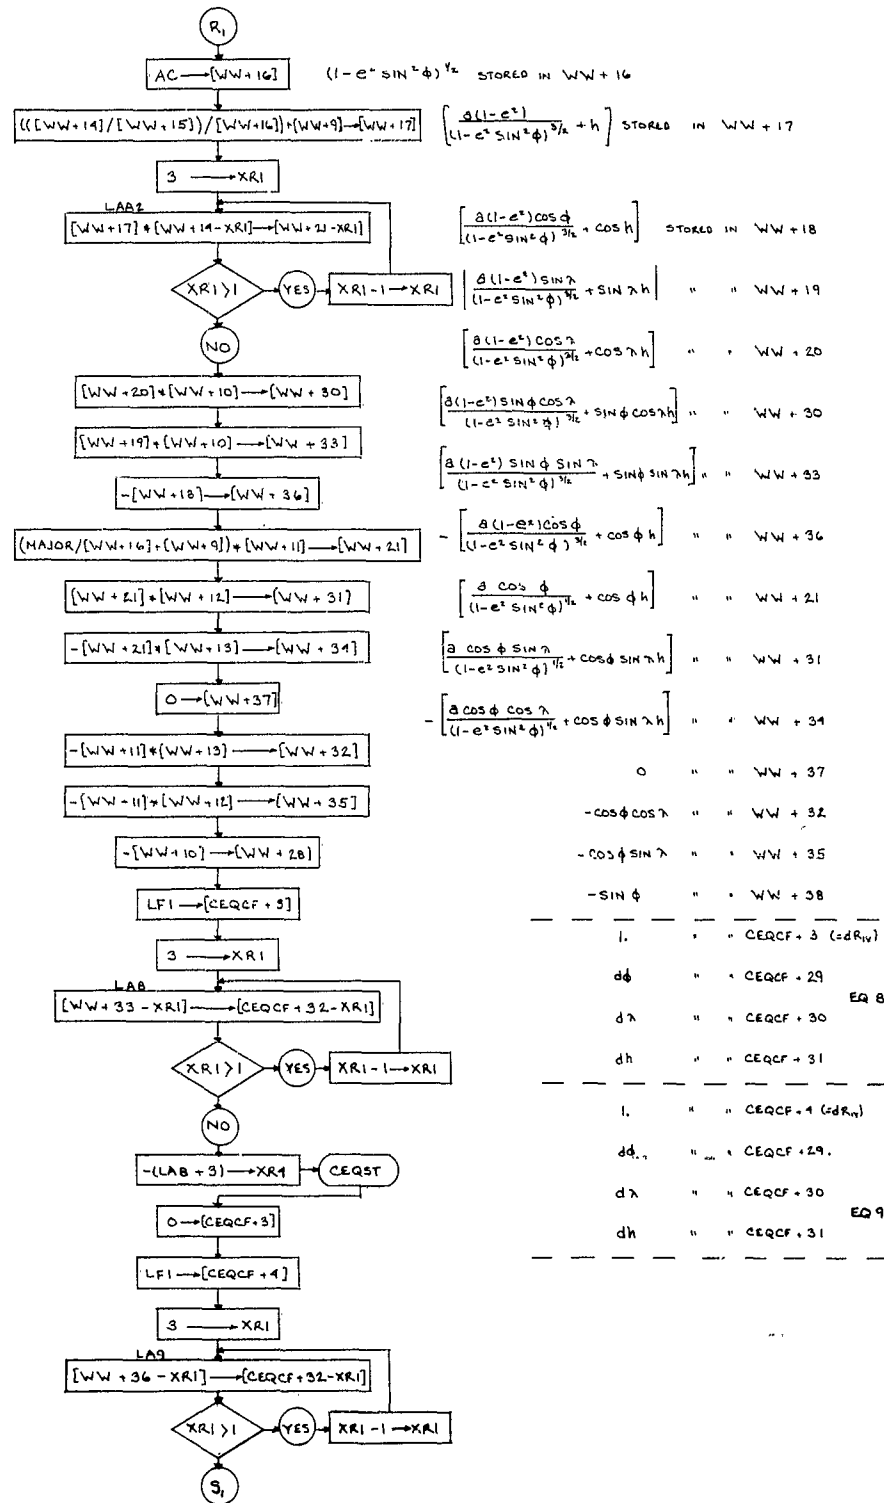 R₁
AC → [WW+16] (1-e² SIN² φ)^1/2 STORED IN WW + 16
(([WW+14]/[WW+15])/[WW+16])+[WW+9] → [WW+17] [a(1-e²)/(1-e² SIN² φ)^3/2 + h] STORED IN WW + 17
3 → XR1
LAA2
[WW+17]*[WW+14-XR1] → [WW+21-XR1] [a(1-e²)cos φ/(1-e² SIN² φ)^3/2 + cos h] STORED IN WW + 18
XR1>1 YES XR1-1 → XR1 [a(1-e²)SIN λ/(1-e² SIN² φ)^3/2 + SIN λh] " " WW + 19
NO [a(1-e²) COS λ/(1-e² SIN² φ)^3/2 + COS λh] " " WW + 20
[WW+20]*[WW+10] → [WW+30] [a(1-e²)SIN φ COS λ/(1-e² SIN² φ)^3/2 + SIN φ COS λh] " " WW + 30
[WW+19]*[WW+10] → [WW+33] [a(1-e²) SIN φ SIN λ/(1-e² SIN² φ)^3/2 + SIN φ SIN λh] " " WW + 33
-[WW+18] → [WW+36] - [a(1-e²)cos φ/(1-e² SIN² φ)^3/2 + cos φ h] " " WW + 36
(MAJOR/[WW+16]+[WW+9])*[WW+11] → [WW+21] [a cos φ/(1-e² SIN² φ)^1/2 + cos φ h] " " WW + 21
[WW+21]*[WW+12] → [WW+31] [a cos φ SIN λ/(1-e² SIN² φ)^1/2 + cos φ SIN λh] " " WW + 31
-[WW+21]*[WW+13] → [WW+34] - [a cos φ cos λ/(1-e² SIN² φ)^1/2 + cos φ SIN λh] " " WW + 34
0 → [WW+37] 0 " " WW + 37
-[WW+11]*[WW+13] → [WW+32] -cos φ cos λ " " WW + 32
-[WW+11]*[WW+12] → [WW+35] -cos φ SIN λ " " WW + 35
-[WW+10] → [WW+28] -SIN φ " " WW + 38
LF1 → [CEQCF+3] 1. " " CEQCF + 3 (=dR_IV)
3 → XR1 dφ " " CEQCF + 29
LA8
[WW+33-XR1] → [CEQCF+32-XR1] dλ " " CEQCF + 30 EQ 8
XR1>1 YES XR1-1 → XR1 dh " " CEQCF + 31
NO 1. " " CEQCF + 4 (=dR_IV)
-(LA8+3) → XR4 CEQST dφ " " CEQCF + 29.
0 → [CEQCF+3] dλ " " CEQCF + 30 EQ 9
dh " " CEQCF + 31
LF1 → [CEQCF+4]
3 → XR1
LA9
[WW+36-XR1] → [CEQCF+32-XR1]
XR1>1 YES XR1-1 → XR1
S₁